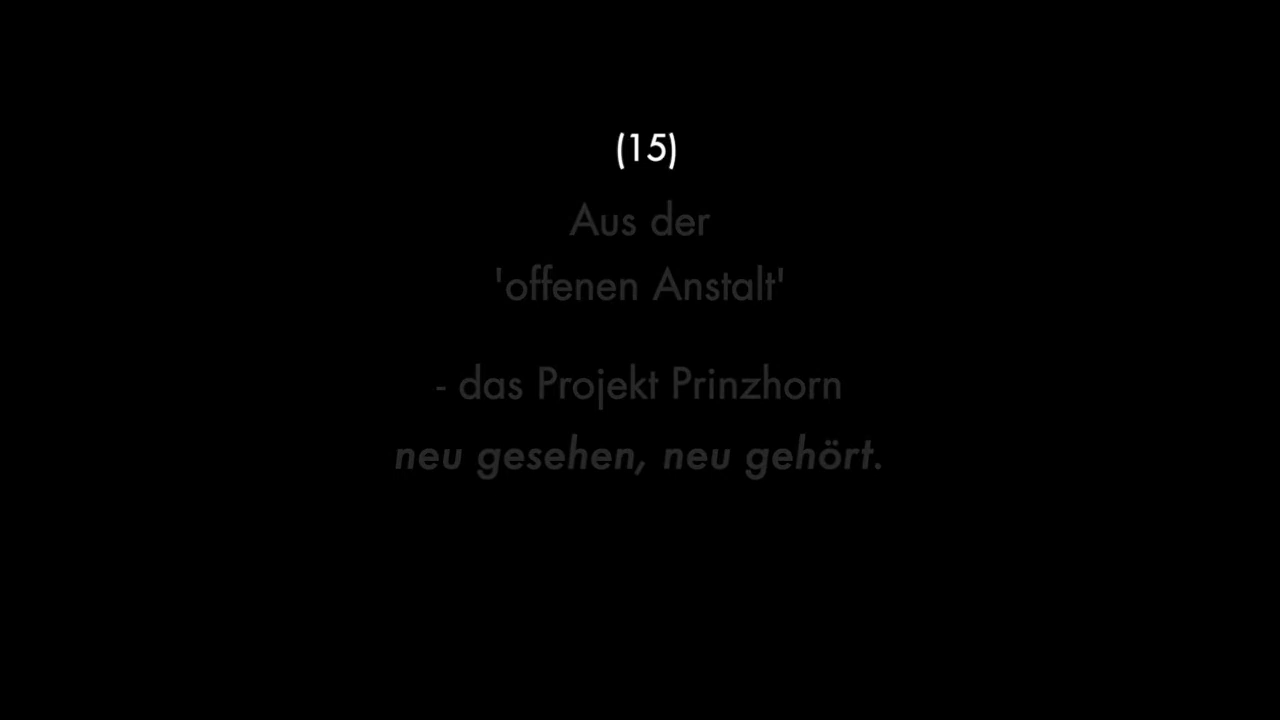 (15)
Aus der
'offenen Anstalt'
- das Projekt Prinzhorn
neu gesehen, neu gehört.